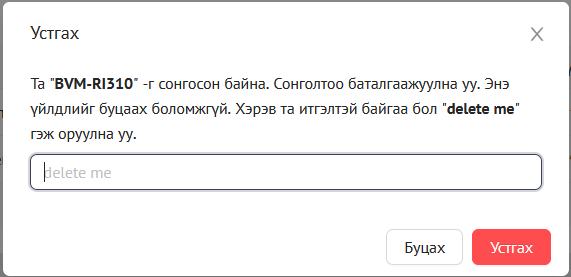 Устгах
Та "BVM-RI310" -г сонгосон байна. Сонголтоо баталгаажуулна уу. Энэ
үйлдлийг буцаах боломжгүй. Хэрэв та итгэлтэй байгаа бол "delete me"
гэж оруулна уу.
delete me
Буцах Устгах